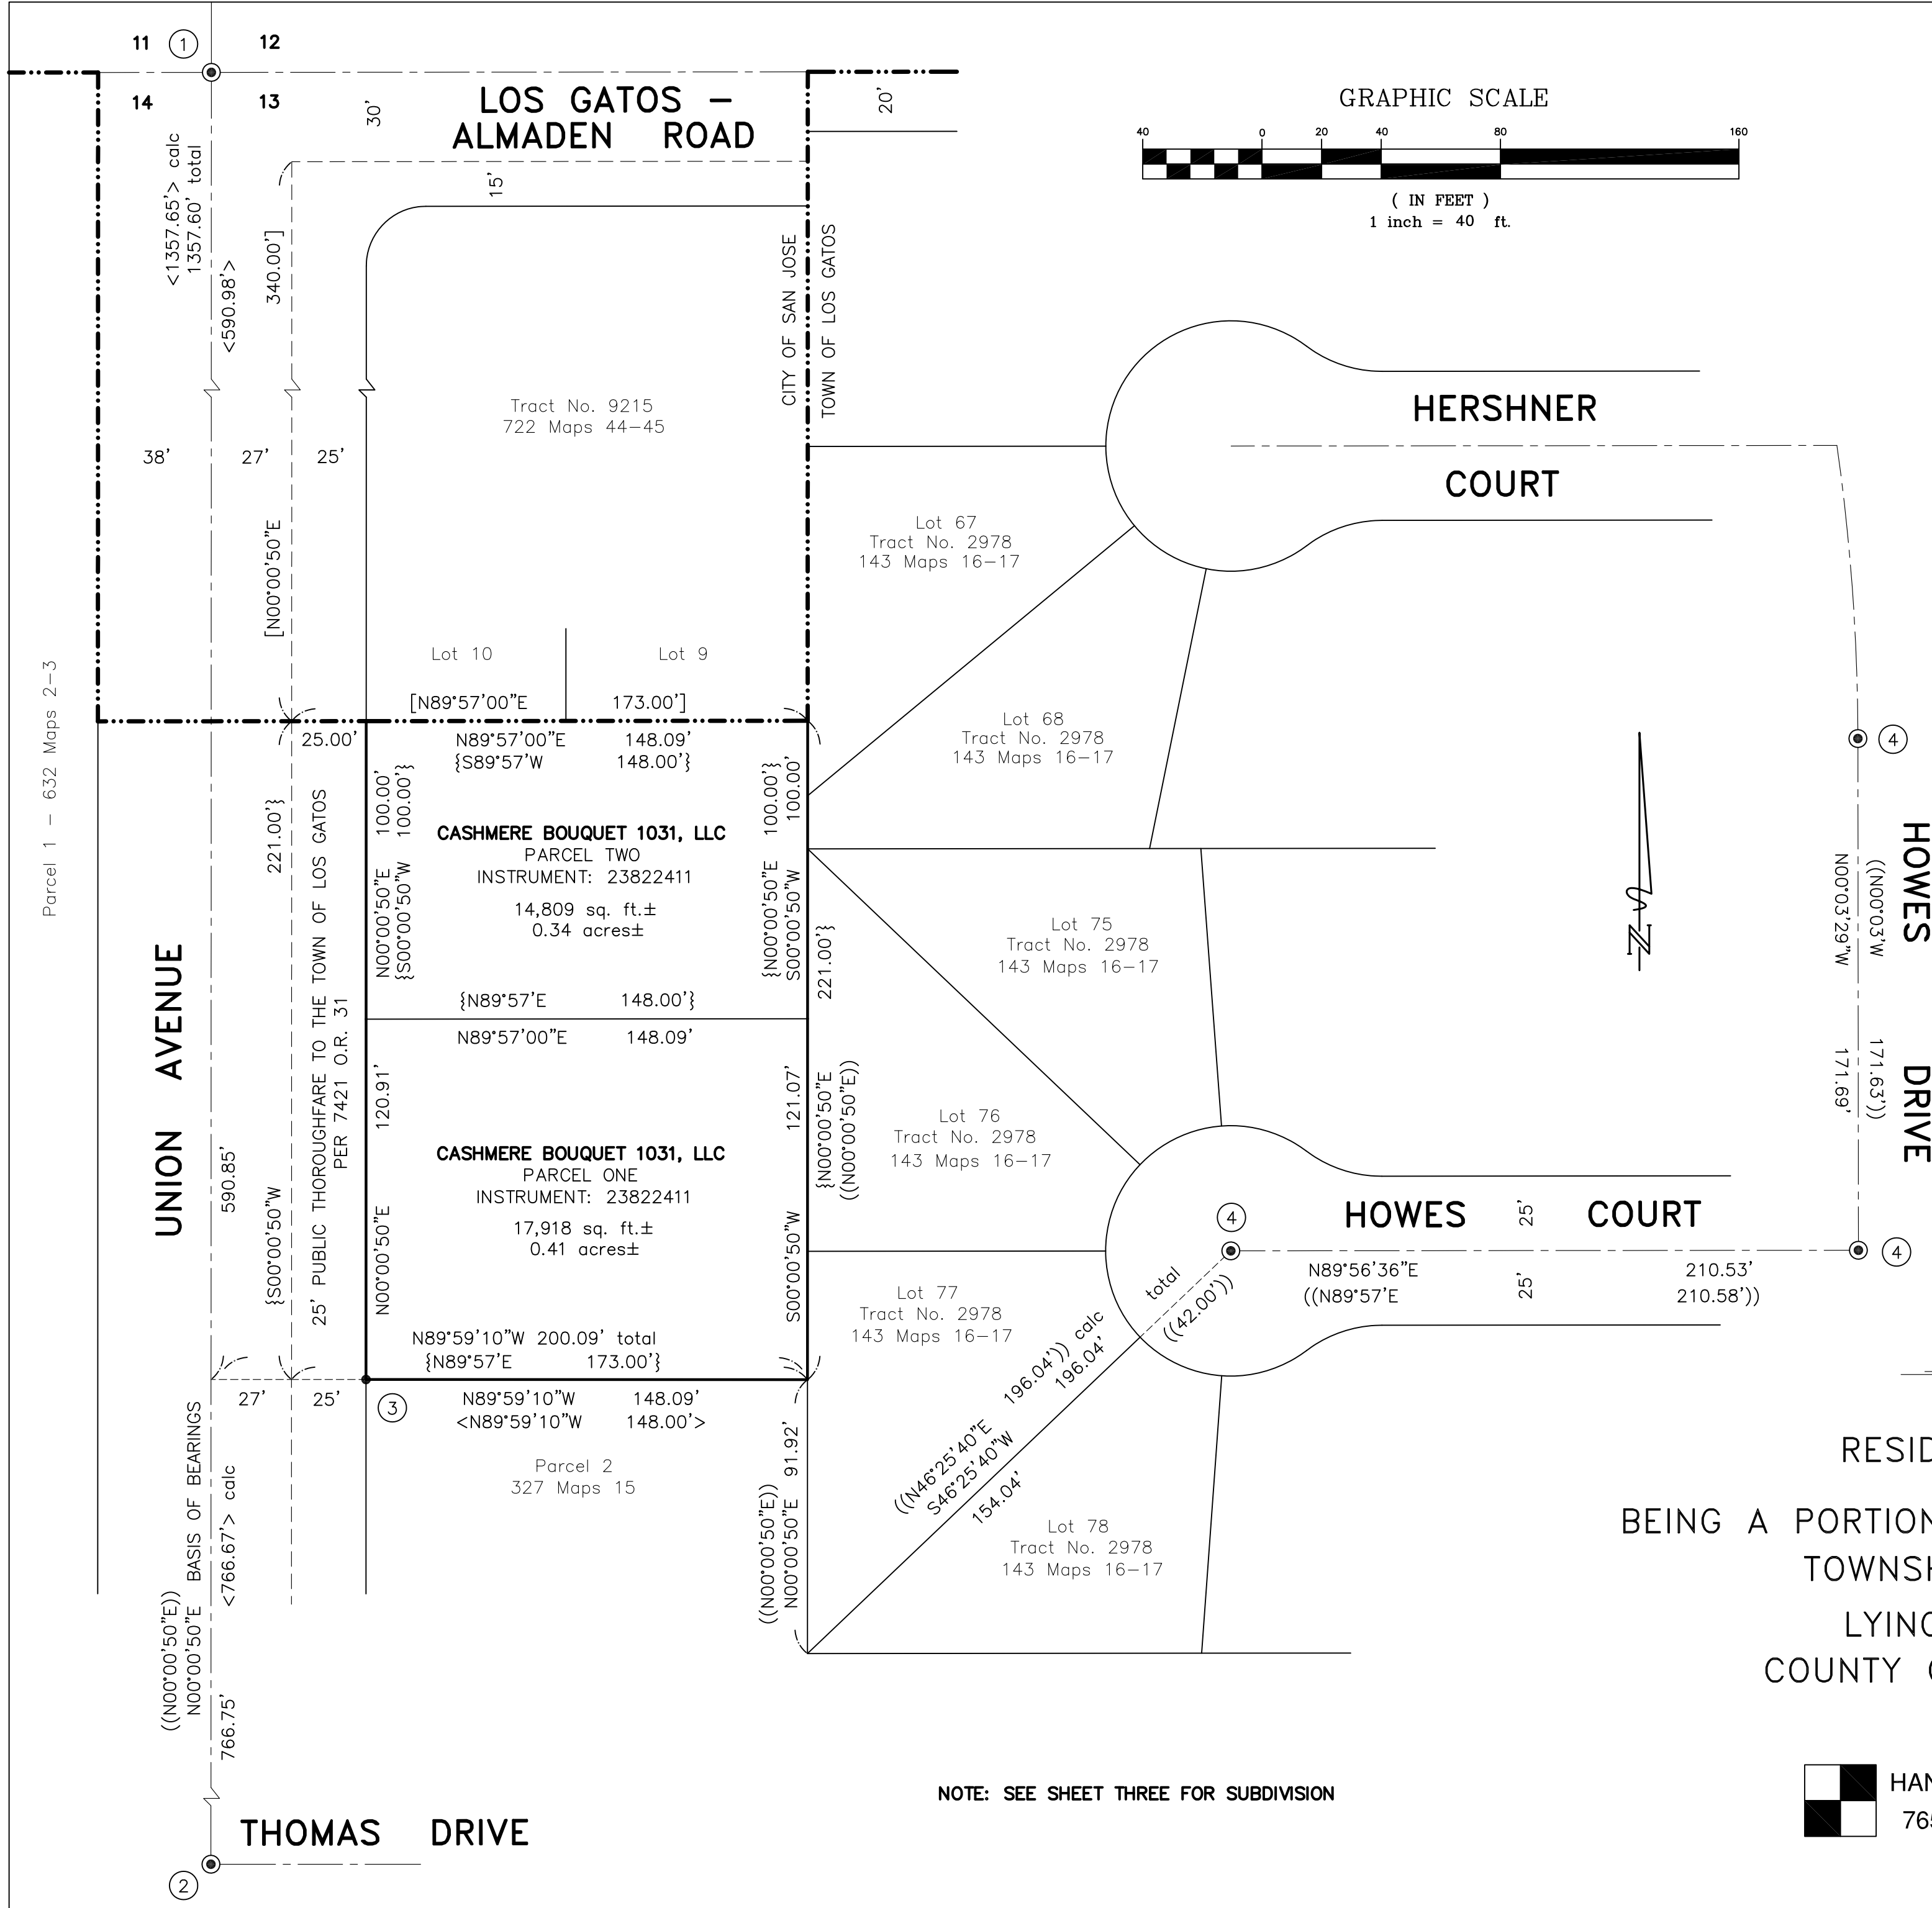 11
1
12
14
13
30'
LOS GATOS –
ALMADEN ROAD
20'
15'
<1357.65'> calc
1357.60' total
<590.98'>
340.00']
[N00°00'50"E
GRAPHIC SCALE
40 0 20 40 80 160
( IN FEET )
1 inch = 40 ft.
CITY OF SAN JOSE
TOWN OF LOS GATOS
Tract No. 9215
722 Maps 44–45
38'
27'
25'
HERSHNER
COURT
Lot 67
Tract No. 2978
143 Maps 16–17
Lot 10
Lot 9
[N89°57'00"E 173.00']
Parcel 1 – 632 Maps 2–3
25.00'
N89°57'00"E 148.09'
{S89°57'W 148.00'}
Lot 68
Tract No. 2978
143 Maps 16–17
4
221.00'}
{S00°00'50"W
25' PUBLIC THOROUGHFARE TO THE TOWN OF LOS GATOS
PER 7421 O.R. 31
N00°00'50"E 100.00'
{S00°00'50"W 100.00'}
CASHMERE BOUQUET 1031, LLC
PARCEL TWO
INSTRUMENT: 23822411
14,809 sq. ft.±
0.34 acres±
{N00°00'50"E 100.00'}
S00°00'50"W 100.00'
221.00'}
{N00°00'50"E
((N00°00'50"E))
{N89°57'E 148.00'}
N89°57'00"E 148.09'
Lot 75
Tract No. 2978
143 Maps 16–17
N
HOWES DRIVE
((N00°03'W 171.63'))
N00°03'29"W 171.69'
UNION AVENUE
590.85'
120.91'
N00°00'50"E
121.07'
S00°00'50"W
CASHMERE BOUQUET 1031, LLC
PARCEL ONE
INSTRUMENT: 23822411
17,918 sq. ft.±
0.41 acres±
Lot 76
Tract No. 2978
143 Maps 16–17
4
HOWES COURT
25'
25'
4
N89°56'36"E 210.53'
((N89°57'E 210.58'))
Lot 77
Tract No. 2978
143 Maps 16–17
total
((42.00'))
N89°59'10"W 200.09' total
{N89°57'E 173.00'}
27'
25'
3
N89°59'10"W 148.09'
<N89°59'10"W 148.00'>
Parcel 2
327 Maps 15
((N46°25'40"E 196.04')) calc
S46°25'40"W 196.04'
154.04'
((N00°00'50"E))
N00°00'50"E 91.92'
Lot 78
Tract No. 2978
143 Maps 16–17
((N00°00'50"E))
N00°00'50"E BASIS OF BEARINGS
<766.67'> calc
766.75'
RESID
BEING A PORTION
TOWNSH
LYING
COUNTY
NOTE: SEE SHEET THREE FOR SUBDIVISION
HAN
765
THOMAS DRIVE
2